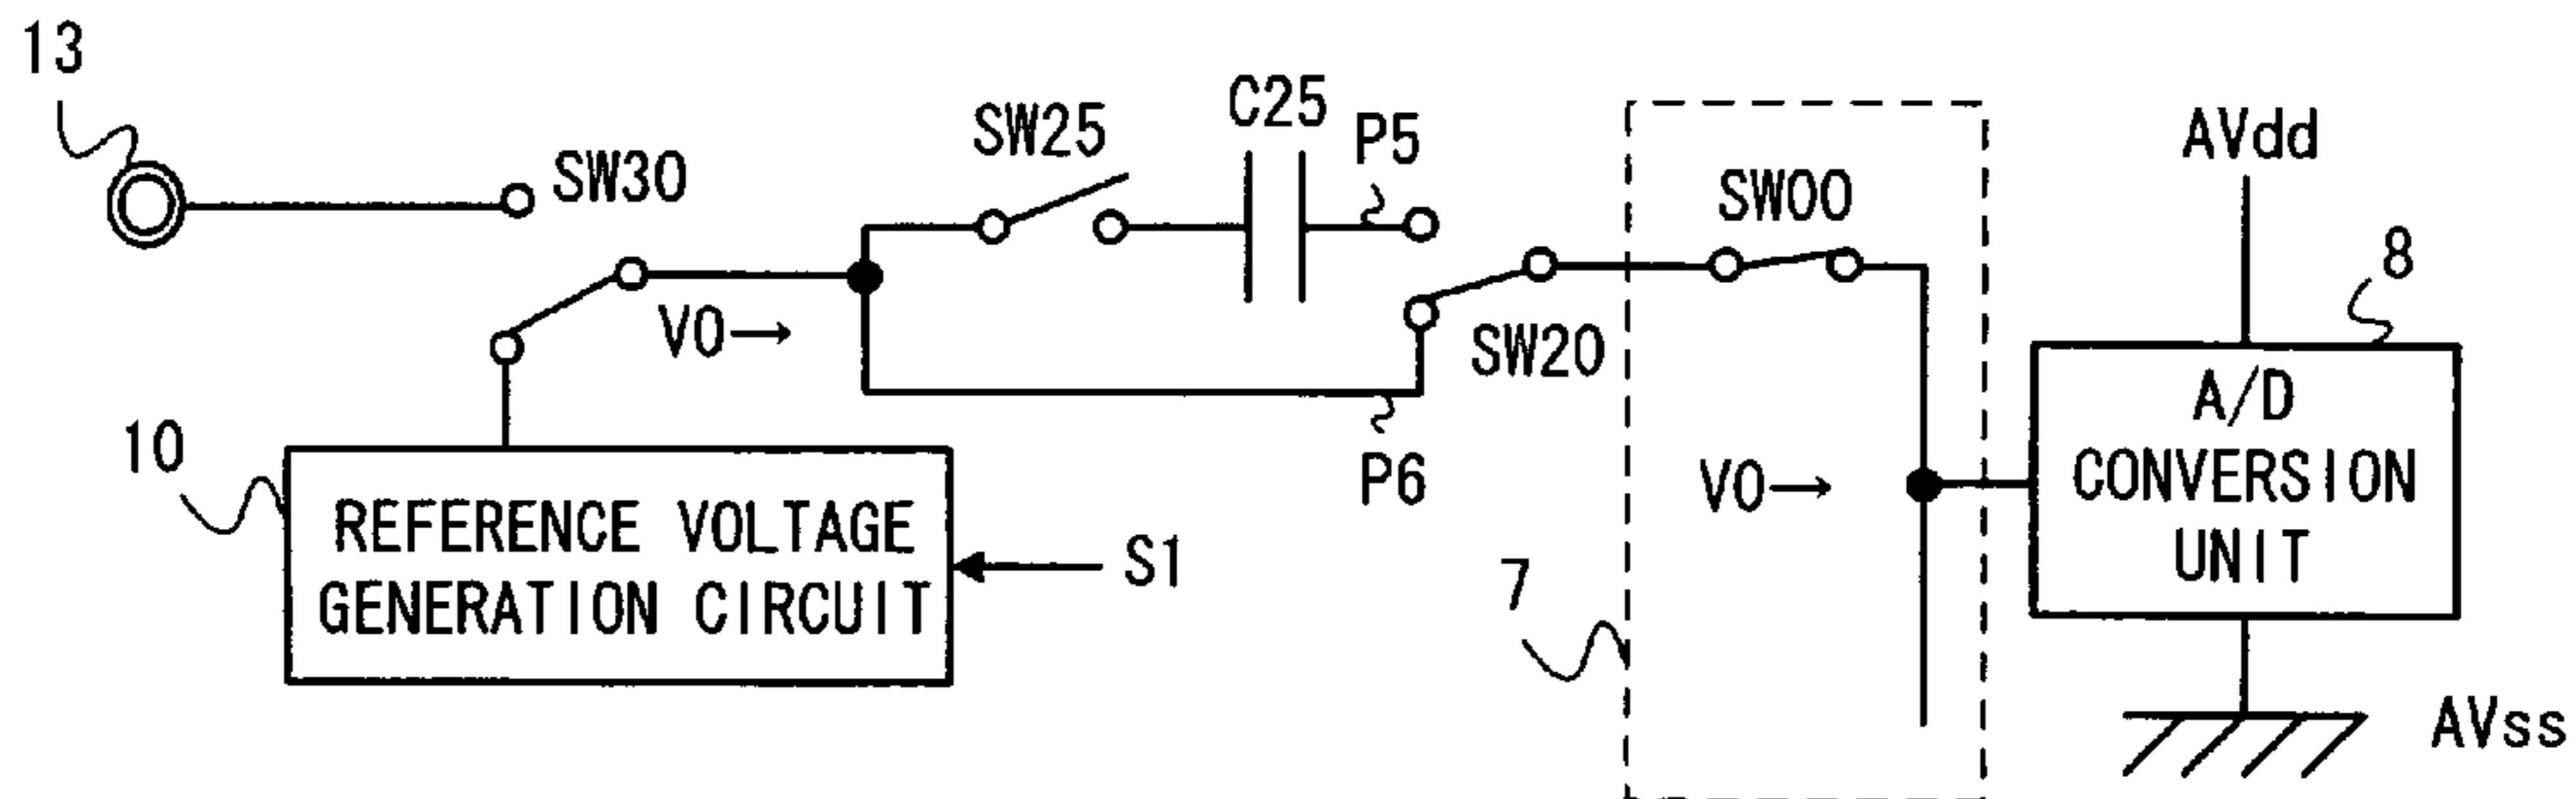 13
SW30
SW25
C25
P5
SW00
AVdd
8
V0→
SW20
A/D
CONVERSION
UNIT
10
P6
V0→
REFERENCE VOLTAGE
GENERATION CIRCUIT
S1
7
AVss